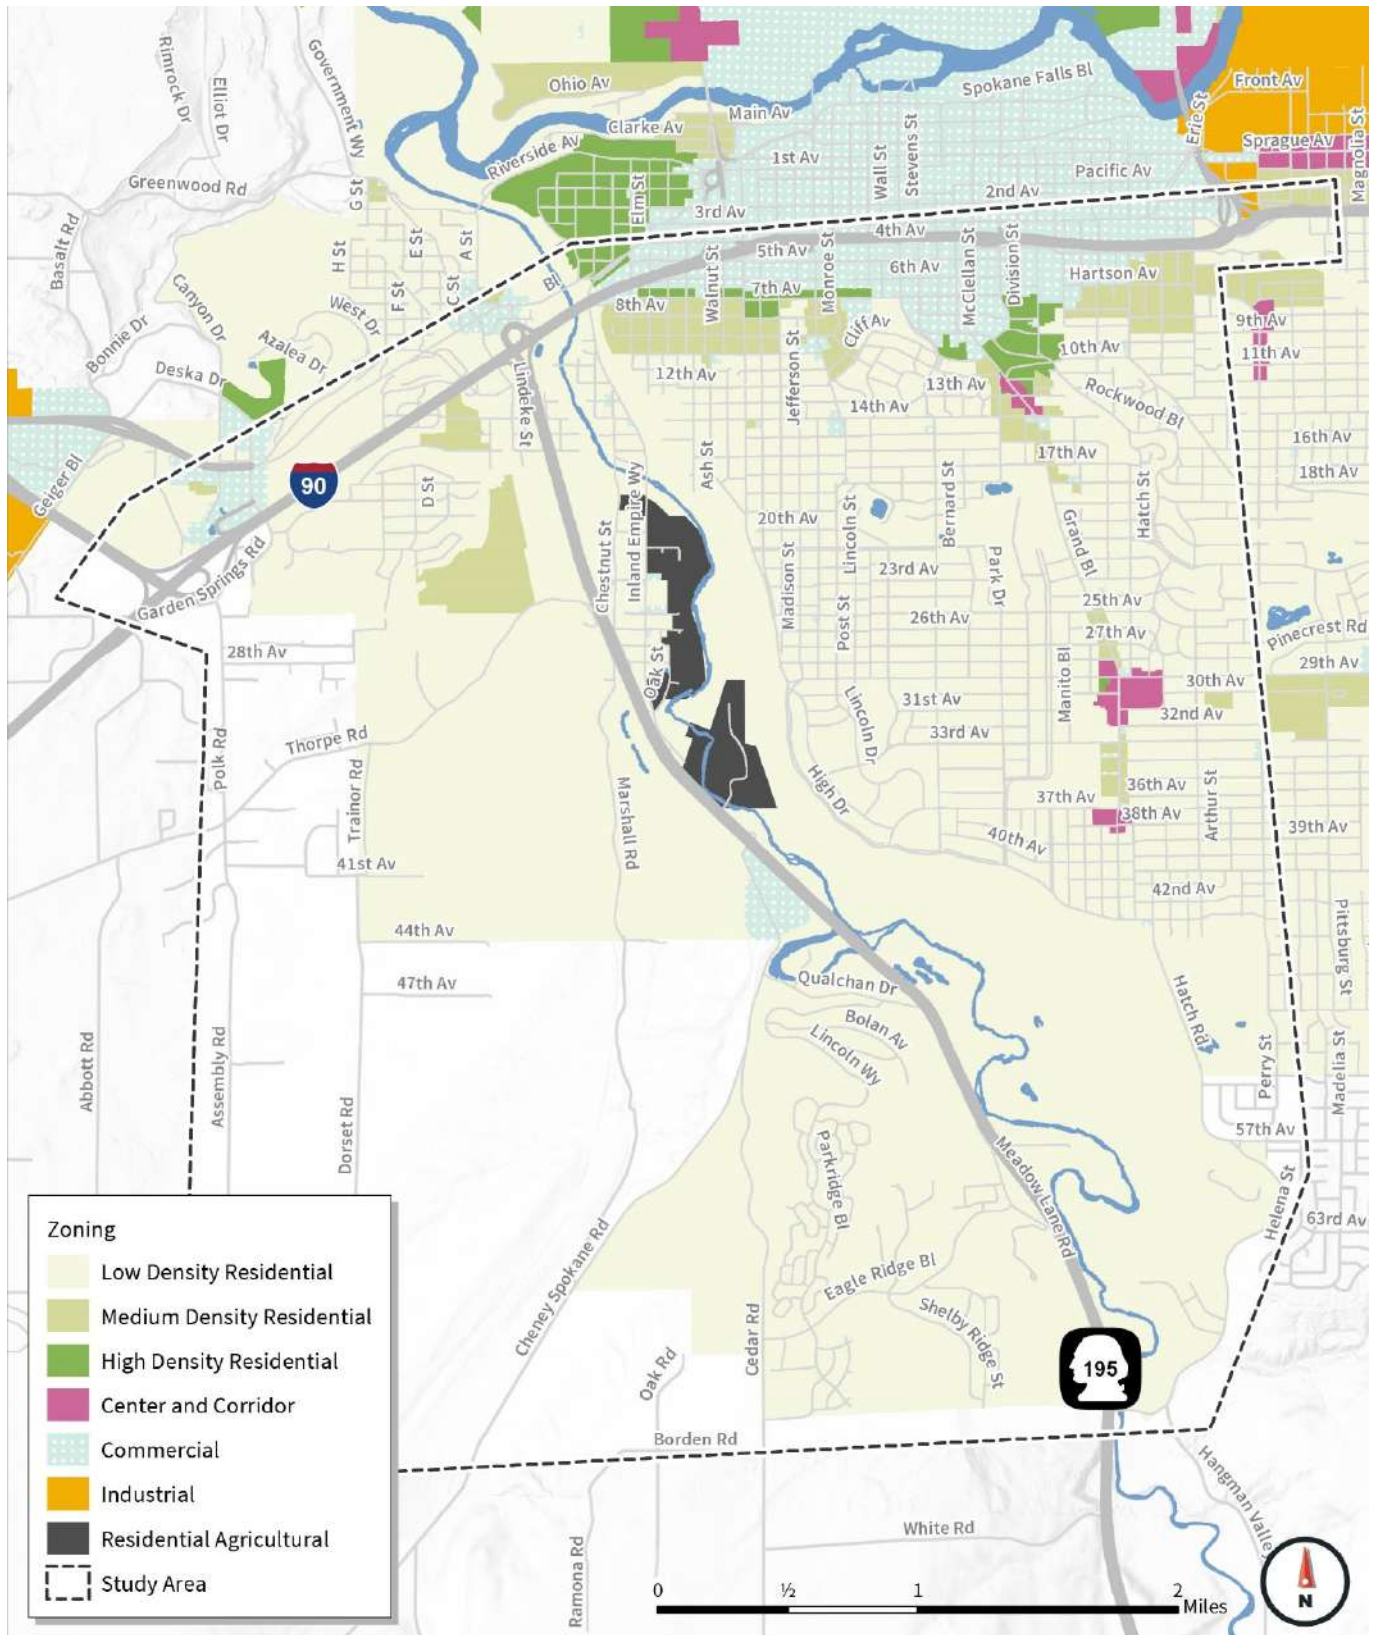 Rimrock Dr
Elliot Dr
Government Wy
Ohio Av
Spokane Falls Bl
Front Av
Main Av
Clarke Av
Erie St
Sprague Av
Magnolia St
Riverside Av
1st Av
Wall St
Stevens St
Pacific Av
Greenwood Rd
G St
Elm St
2nd Av
3rd Av
Basalt Rd
H St
E St
A St
4th Av
5th Av
Walnut St
Monroe St
6th Av
McClellan St
Division St
Hartson Av
Canyon Dr
F St
C St
Bl
7th Av
8th Av
West Dr
Cliff Av
9th Av
Bonnie Dr
Azalea Dr
10th Av
11th Av
Deska Dr
Lindeke St
12th Av
Jefferson St
13th Av
Rockwood Bl
14th Av
16th Av
17th Av
18th Av
Geiger Bl
90
D St
Ash St
Inland Empire Wy
Chestnut St
20th Av
Lincoln St
Bernard St
Grand Bl
Hatch St
Garden Springs Rd
Madison St
23rd Av
Park Dr
25th Av
Post St
26th Av
27th Av
Pinecrest Rd
28th Av
29th Av
Oak St
Manito Bl
30th Av
31st Av
32nd Av
33rd Av
Lincoln Dr
Thorpe Rd
Polk Rd
Trainor Rd
Marshall Rd
High Dr
36th Av
37th Av
Arthur St
38th Av
39th Av
40th Av
41st Av
42nd Av
44th Av
Pittsburg St
47th Av
Qualchan Dr
Hatch Rd
Bolan Av
Lincoln Wy
Abbott Rd
Assembly Rd
Dorset Rd
Perry St
Madelia St
57th Av
Parkridge Bl
Meadow Lane Rd
Helena St
63rd Av
Cheney Spokane Rd
Eagle Ridge Bl
Shelby Ridge St
Cedar Rd
Oak Rd
195
Borden Rd
Hangman Valley
White Rd
Ramona Rd
Zoning
Low Density Residential
Medium Density Residential
High Density Residential
Center and Corridor
Commercial
Industrial
Residential Agricultural
Study Area
0 ½ 1 2
Miles
N